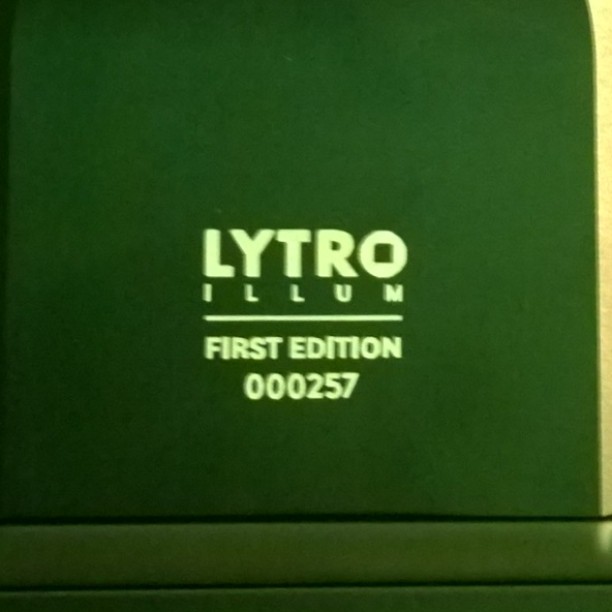 LYTRO
ILLUM
FIRST EDITION
000257